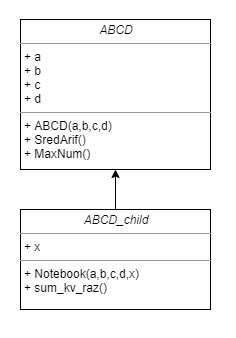 ABCD
+ a
+ b
+ c
+ d
+ ABCD(a,b,c,d)
+ SredArif()
+ MaxNum()
ABCD_child
+ x
+ Notebook(a,b,c,d,x)
+ sum_kv_raz()